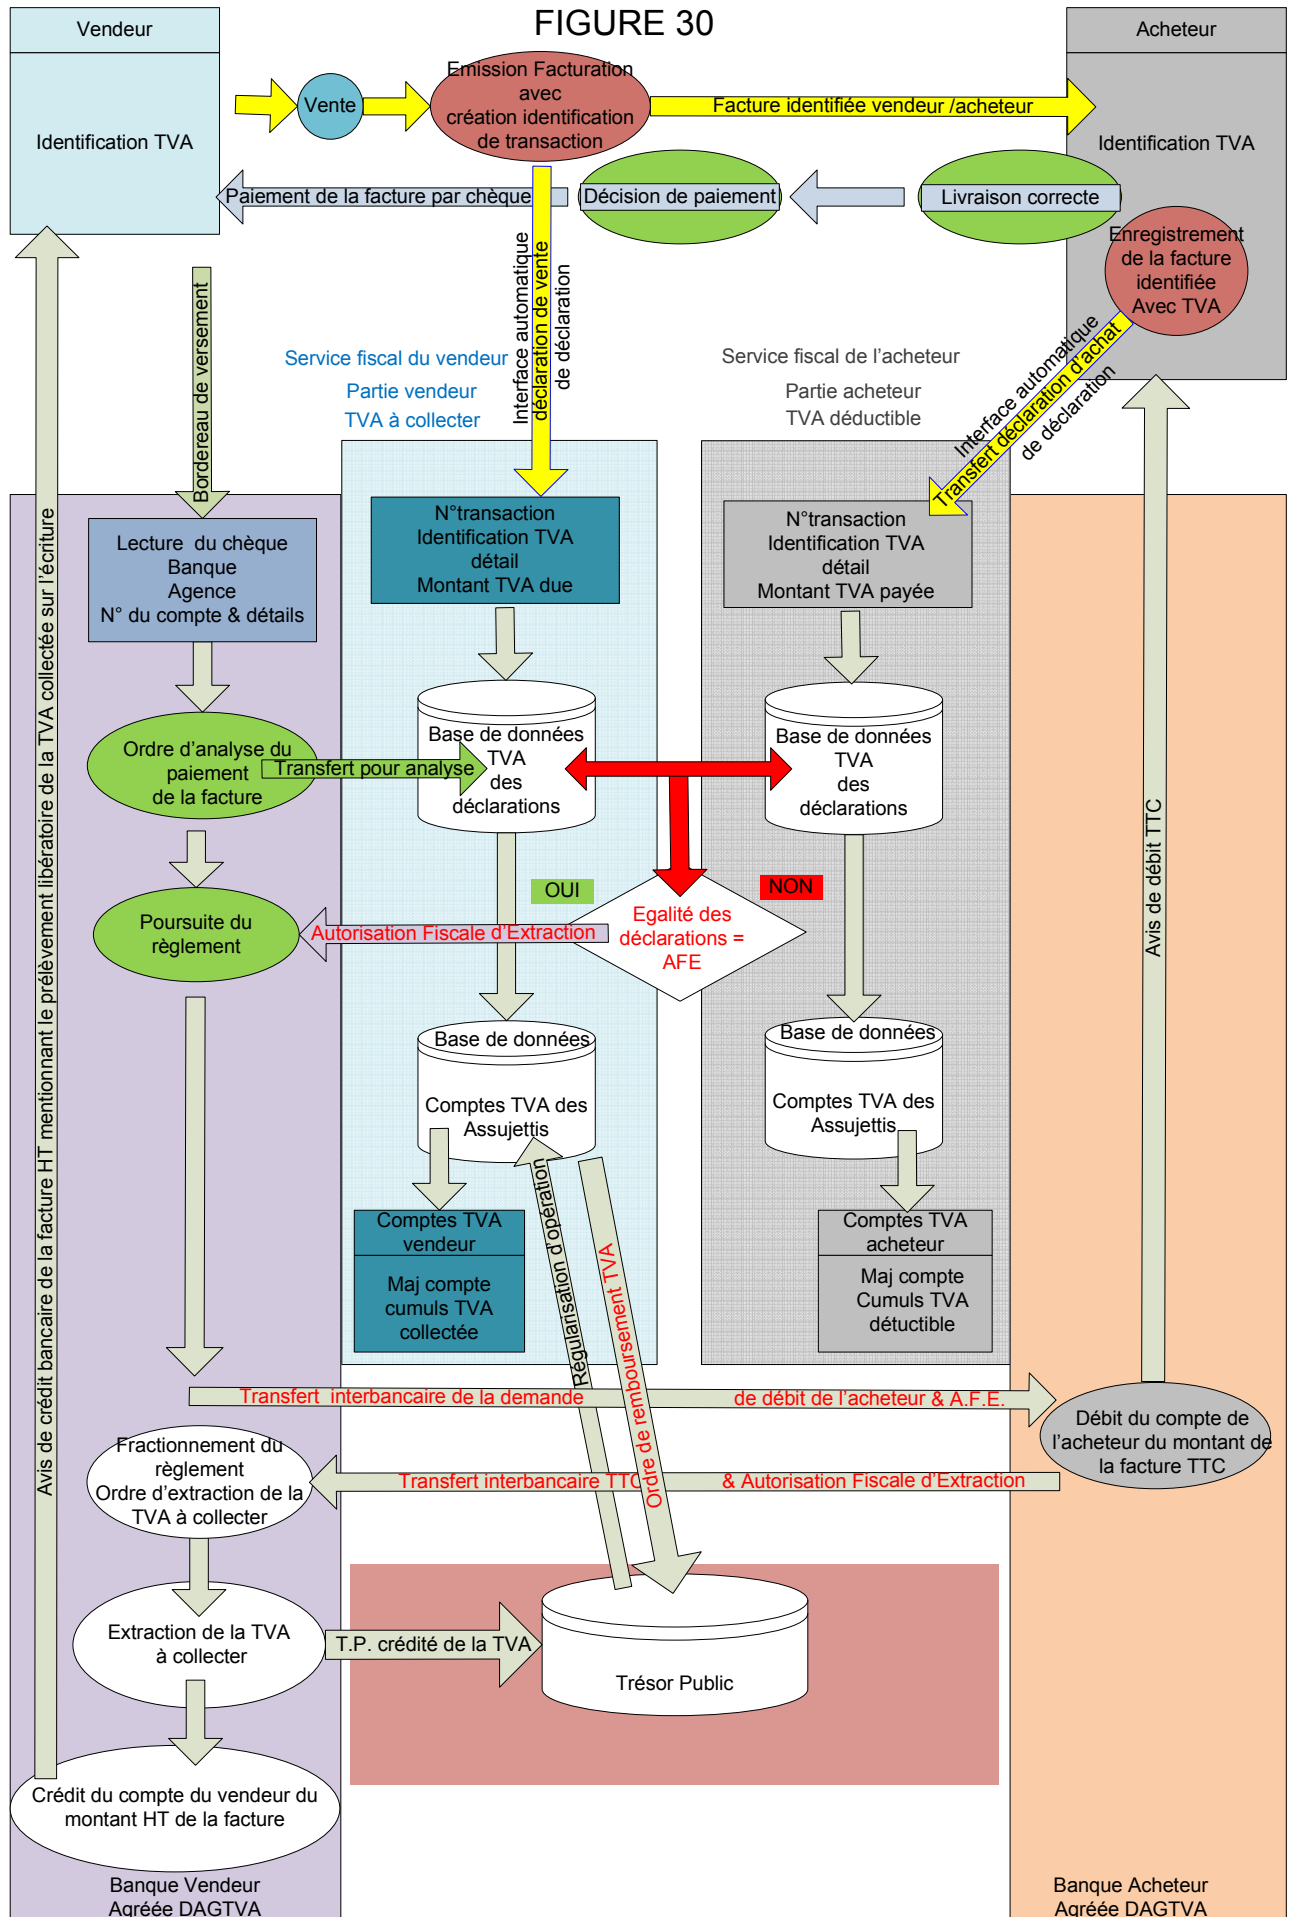 FIGURE 30
Vendeur
Identification TVA
Vente
Emission Facturation
avec
création identification
de transaction
Facture identifiée vendeur /acheteur
Acheteur
Identification TVA
Paiement de la facture par chèque
Décision de paiement
Livraison correcte
Enregistrement
de la facture
identifiée
Avec TVA
Bordereau de versement
Interface automatique
déclaration de vente
de déclaration
Interface automatique
Transfert déclaration d'achat
de déclaration
Service fiscal du vendeur
Partie vendeur
TVA à collecter
Service fiscal de l'acheteur
Partie acheteur
TVA déductible
Avis de crédit bancaire de la facture HT mentionnant le prélèvement libératoire de la TVA collectée sur l'écriture
Lecture du chèque
Banque
Agence
N° du compte & détails
N°transaction
Identification TVA
détail
Montant TVA due
N°transaction
Identification TVA
détail
Montant TVA payée
Ordre d'analyse du
paiement
de la facture
Transfert pour analyse
Base de données
TVA
des
déclarations
Base de données
TVA
des
déclarations
Avis de débit TTC
OUI
NON
Poursuite du
règlement
Autorisation Fiscale d'Extraction
Egalité des
déclarations =
AFE
Base de données
Comptes TVA des
Assujettis
Base de données
Comptes TVA des
Assujettis
Régularisation d'opération
Ordre de remboursement TVA
Comptes TVA
vendeur
Maj compte
cumuls TVA
collectée
Comptes TVA
acheteur
Maj compte
Cumuls TVA
détuctible
Transfert interbancaire de la demande
de débit de l'acheteur & A.F.E.
Débit du compte de
l'acheteur du montant de
la facture TTC
Fractionnement du
règlement
Ordre d'extraction de la
TVA à collecter
Transfert interbancaire TTC
& Autorisation Fiscale d'Extraction
Extraction de la TVA
à collecter
T.P. crédité de la TVA
Trésor Public
Crédit du compte du vendeur du
montant HT de la facture
Banque Vendeur
Agréée DAGTVA
Banque Acheteur
Agréée DAGTVA